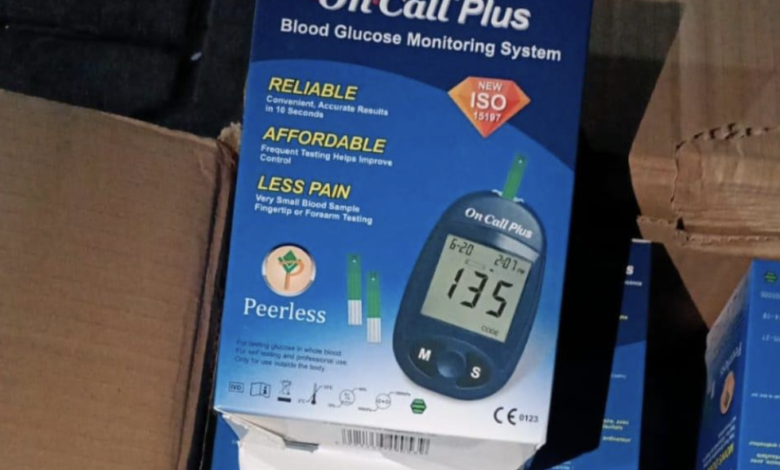 On Call Plus
Blood Glucose Monitoring System
RELIABLE
Convenient, Accurate Results
in 10 Seconds
AFFORDABLE
Frequent Testing Helps Improve
Control
LESS PAIN
Very Small Blood Sample
Fingertip or Forearm Testing
NEW
ISO
15197
On Call Plus
6-20 2:07 PM
135
CODE
M S
Peerless
For testing glucose in whole blood.
For self testing and professional use.
Only for use outside the body.
IVD
CE 0123